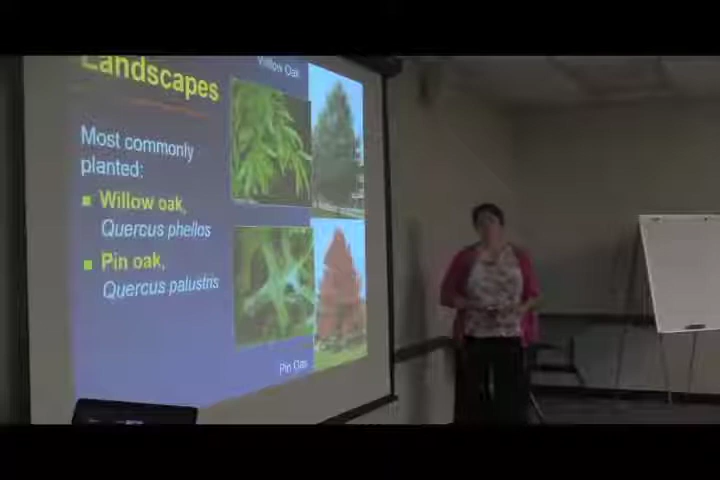 Landscapes
Willow Oak
Most commonly
planted:
Willow oak,
Quercus phellos
Pin oak,
Quercus palustris
Pin Oak